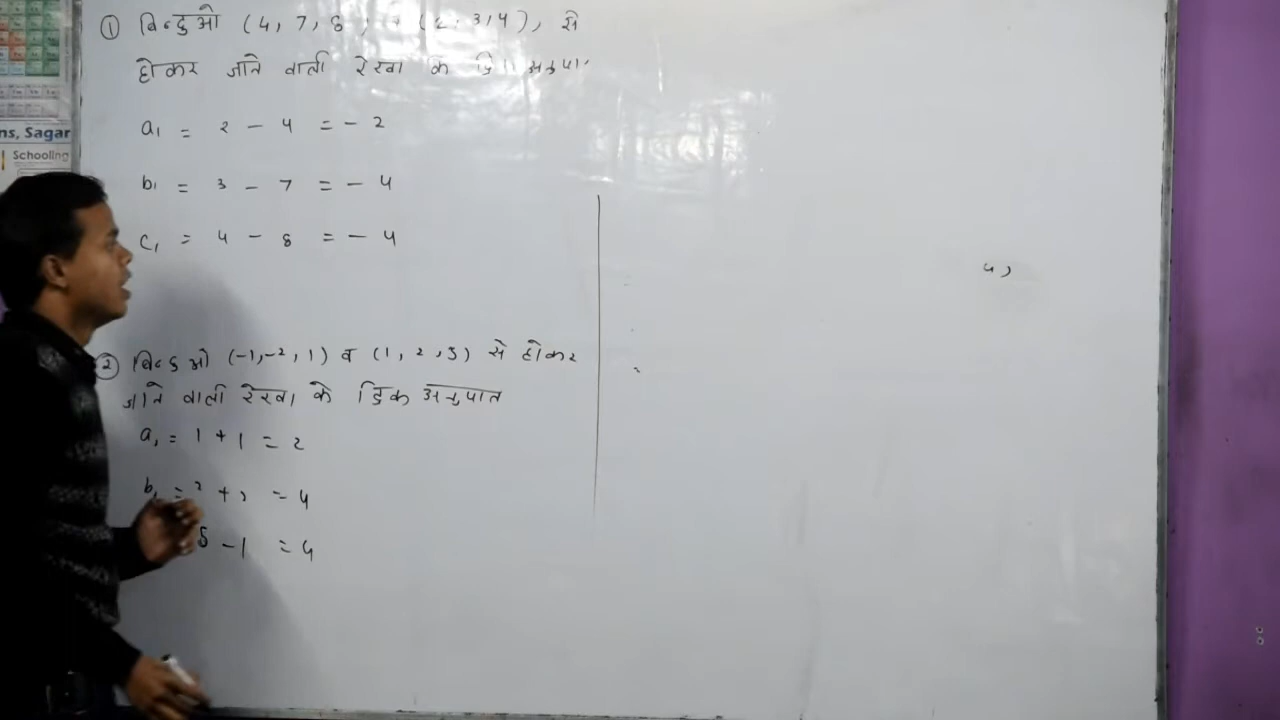 ns, Sagar
Schooling
① बिन्दुओ (4, 7, 8) (2, 3, 4), से
होकर जाने वाली रेखा के
a₁ = 2 - 4 = - 2
b₁ = 3 - 7 = - 4
c₁ = 4 - 8 = - 4
② बिन्दुओ (-1, -2, 1) व (1, 2, 5) से होकर
जाने वाली रेखा के दिक अनुपात
a₁ = 1 + 1 = 2
b₁ = 2 + 2 = 4
5 - 1 = 4